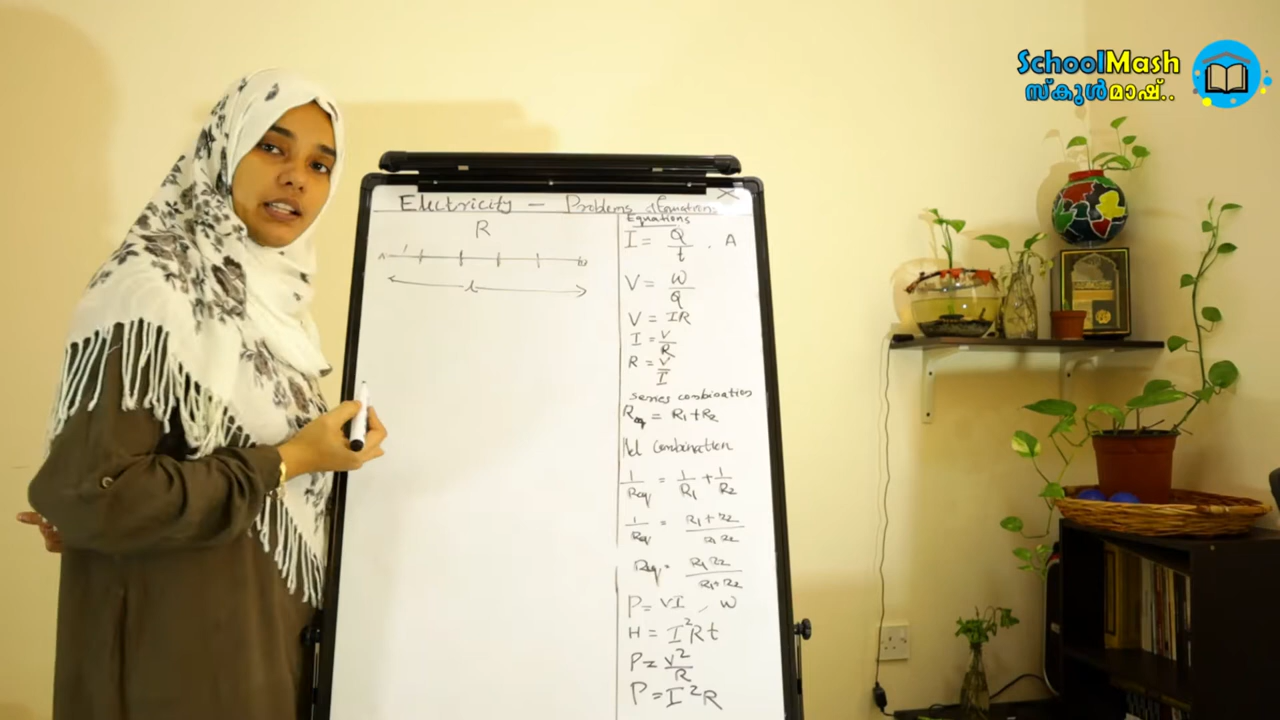 SchoolMash
സ്കൂൾമാഷ്..
Electricity - Problems
Equations
R
l
I = Q/t, A
V = W/Q
V = IR
I = V/R
R = V/I
series combination
Req = R1+R2
Combination
1/Req = 1/R1 + 1/R2
1/Req = R1+R2/R1R2
Req = R1R2/R1+R2
P = VI, W
H = I²Rt
P = V²/R
P = I²R